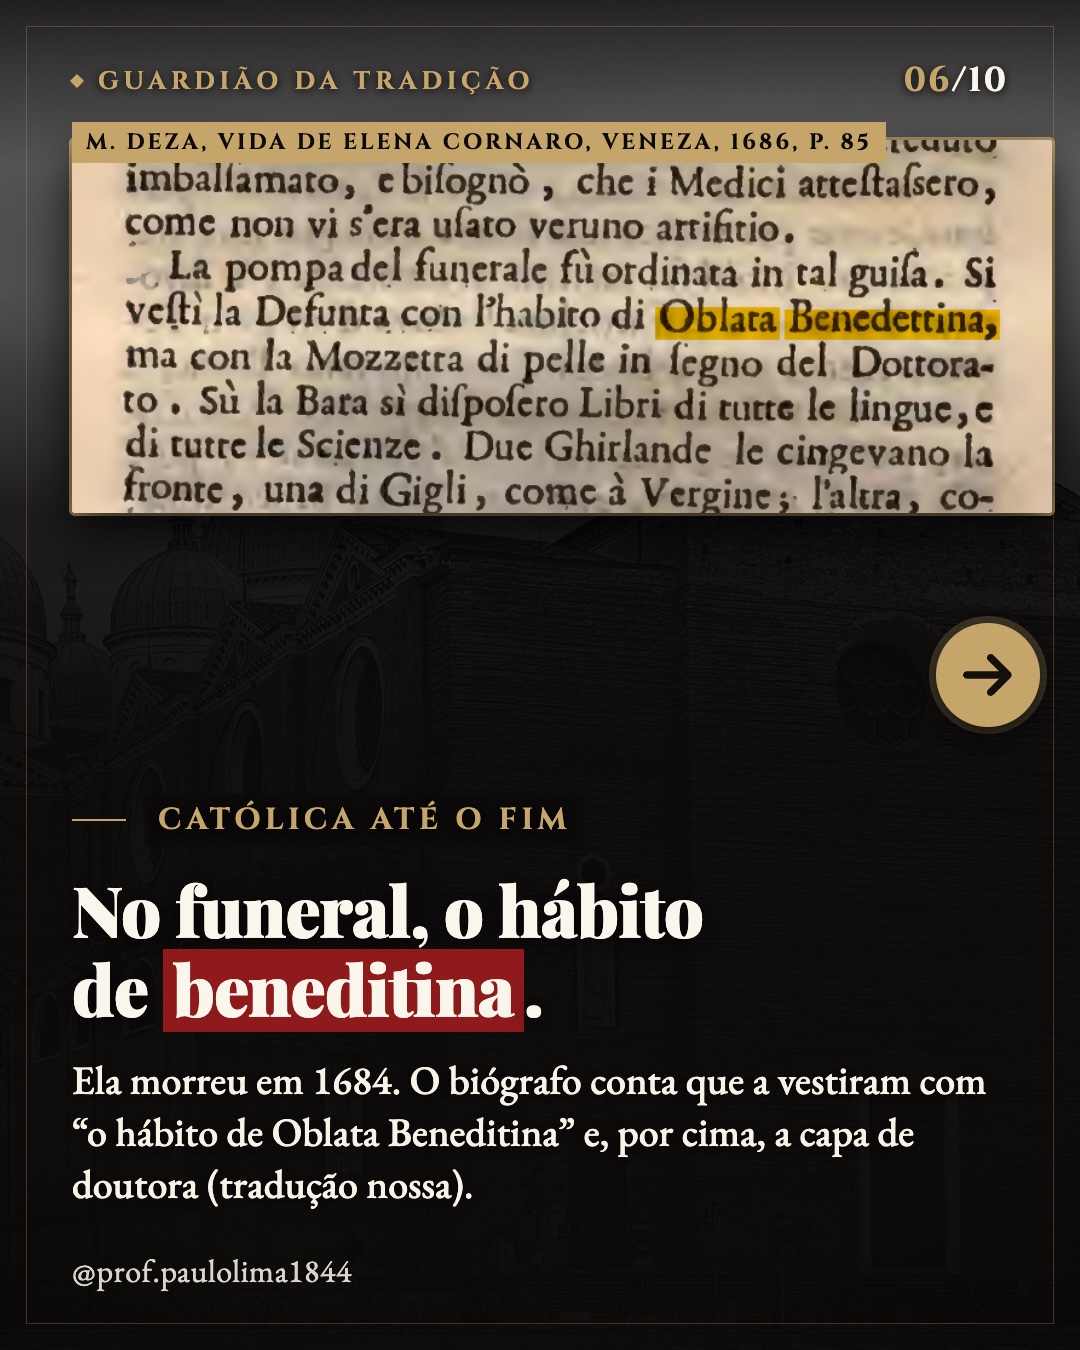 GUARDIÃO DA TRADIÇÃO
06/10
M. DEZA, VIDA DE ELENA CORNARO, VENEZA, 1686, P. 85
imballamato, e biſognò, che i Medici atteſtaſsero,
come non vi s'era uſato veruno artifitio.
La pompa del funerale fù ordinata in tal guiſa. Si
veſtì la Defunta con l'habito di Oblata Benedettina,
ma con la Mozzetta di pelle in ſegno del Dottora-
to. Sù la Bara sì diſpoſero Libri di tutte le lingue, e
di tutte le Scienze. Due Ghirlande le cingevano la
fronte, una di Gigli, come à Vergine; l'altra, co-
CATÓLICA ATÉ O FIM
No funeral, o hábito
de beneditina.
Ela morreu em 1684. O biógrafo conta que a vestiram com
“o hábito de Oblata Beneditina” e, por cima, a capa de
doutora (tradução nossa).
@prof.paulolima1844